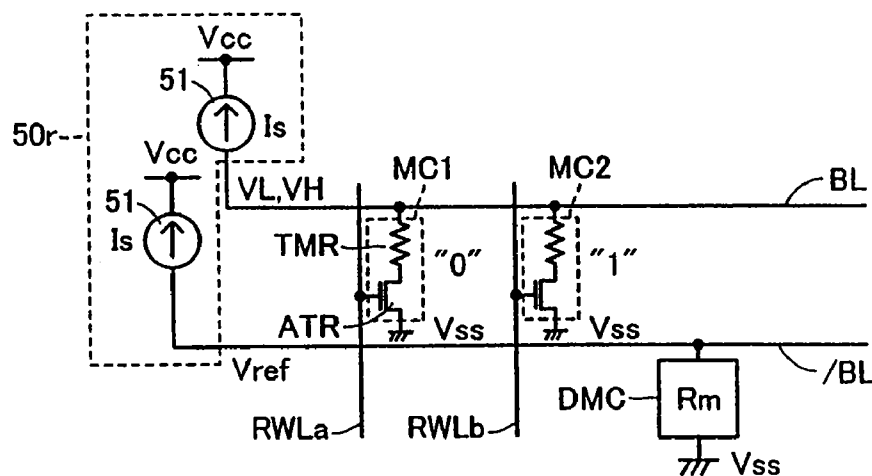 Vcc
51
Is
50r
Vcc
51
Is
VL,VH
MC1
MC2
BL
TMR
"0"
"1"
ATR
Vss
Vss
Vref
/BL
RWLa
RWLb
DMC
Rm
Vss